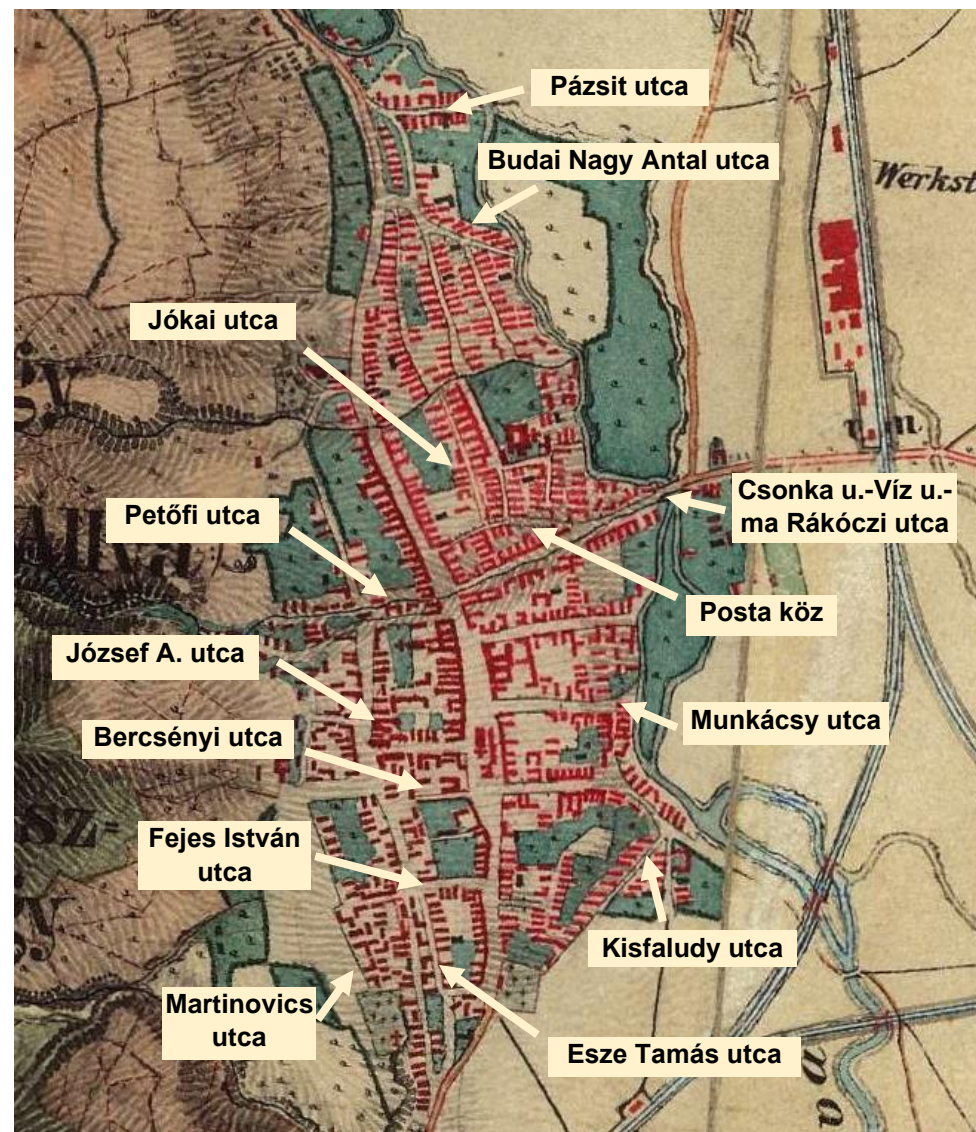 Pázsit utca
Budai Nagy Antal utca
Werkst
Jókai utca
Csonka u.-Víz u.-
ma Rákóczi utca
Petőfi utca
Posta köz
József A. utca
Munkácsy utca
Bercsényi utca
Fejes István
utca
Kisfaludy utca
Martinovics
utca
Esze Tamás utca